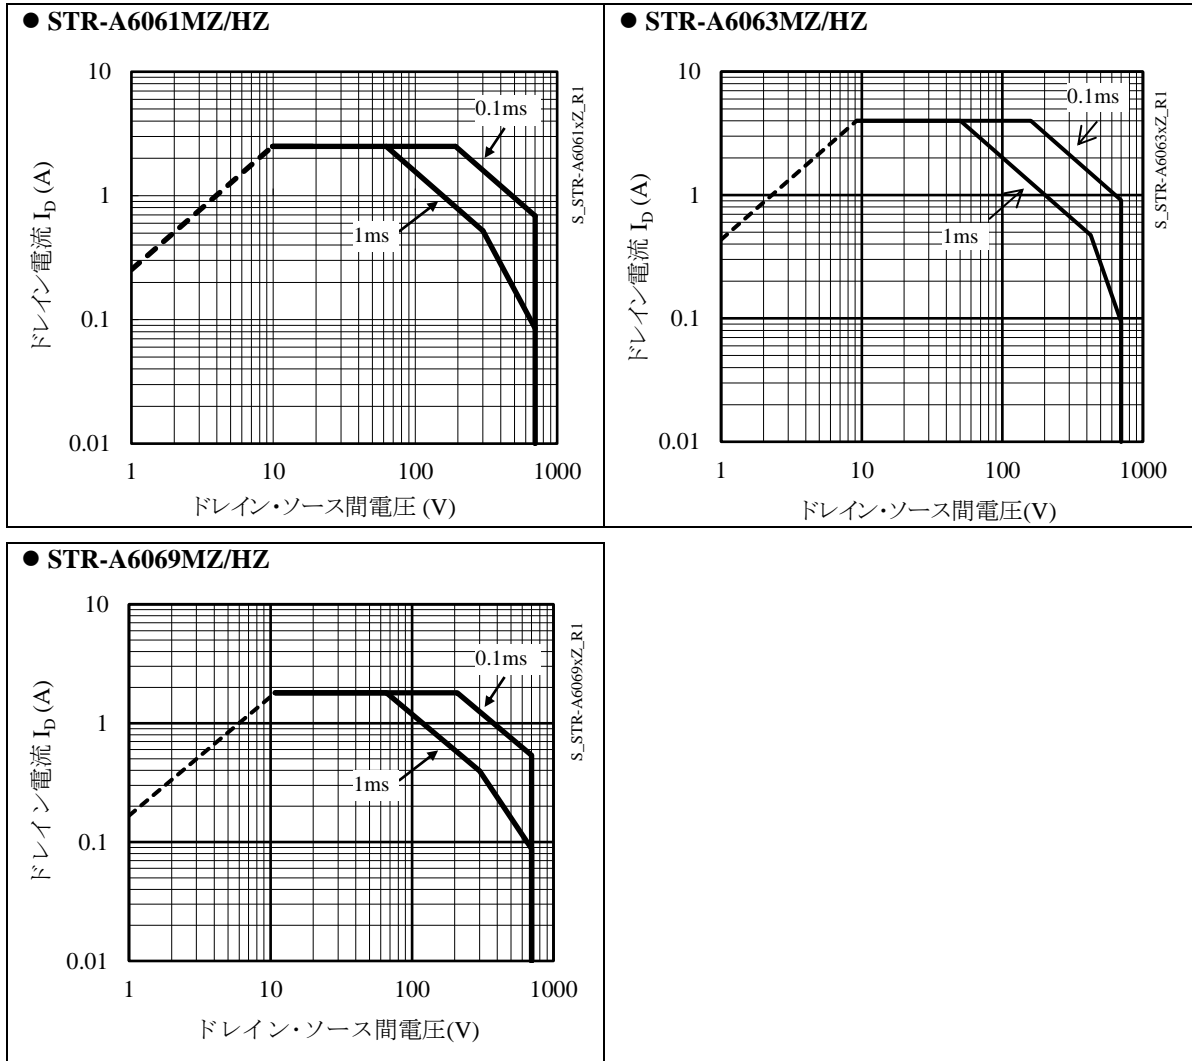 ● STR-A6061MZ/HZ
10
1
0.1
0.01
1
10
100
1000
ドレイン電流 I_D (A)
ドレイン・ソース間電圧 (V)
0.1ms
1ms
S_STR-A6061xZ_R1
● STR-A6063MZ/HZ
10
1
0.1
0.01
1
10
100
1000
ドレイン電流 I_D (A)
ドレイン・ソース間電圧(V)
0.1ms
1ms
S_STR-A6063xZ_R1
● STR-A6069MZ/HZ
10
1
0.1
0.01
1
10
100
1000
ドレイン電流 I_D (A)
ドレイン・ソース間電圧(V)
0.1ms
1ms
S_STR-A6069xZ_R1